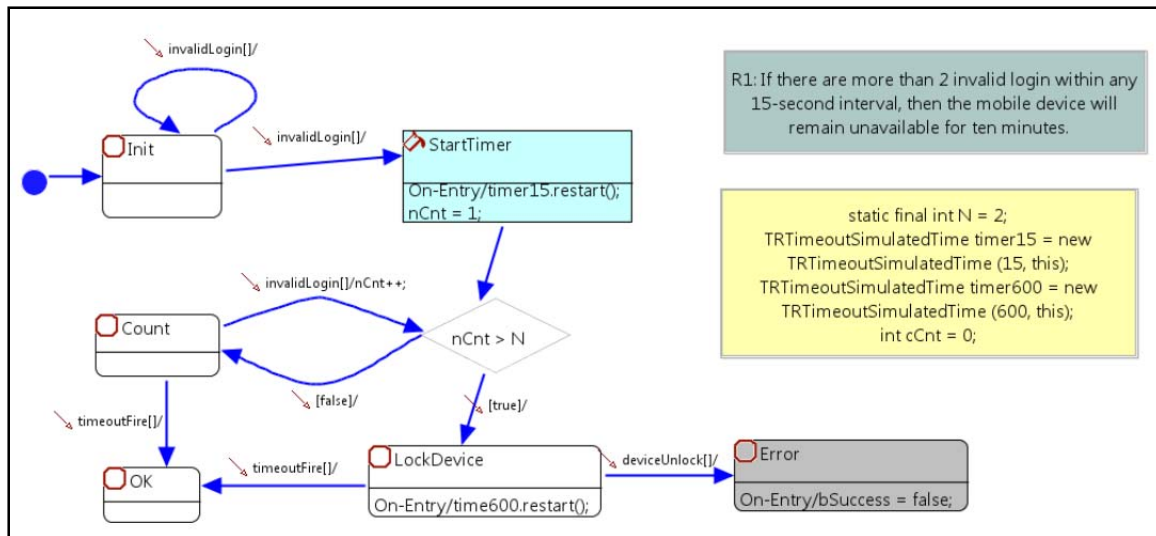 invalidLogin[]/
Init
invalidLogin[]/
StartTimer
On-Entry/timer15.restart();
nCnt = 1;
R1: If there are more than 2 invalid login within any
15-second interval, then the mobile device will
remain unavailable for ten minutes.
static final int N = 2;
TRTimeoutSimulatedTime timer15 = new
TRTimeoutSimulatedTime (15, this);
TRTimeoutSimulatedTime timer600 = new
TRTimeoutSimulatedTime (600, this);
int cCnt = 0;
invalidLogin[]/nCnt++;
Count
nCnt > N
[false]/
[true]/
timeoutFire[]/
OK
timeoutFire[]/
LockDevice
On-Entry/time600.restart();
deviceUnlock[]/
Error
On-Entry/bSuccess = false;